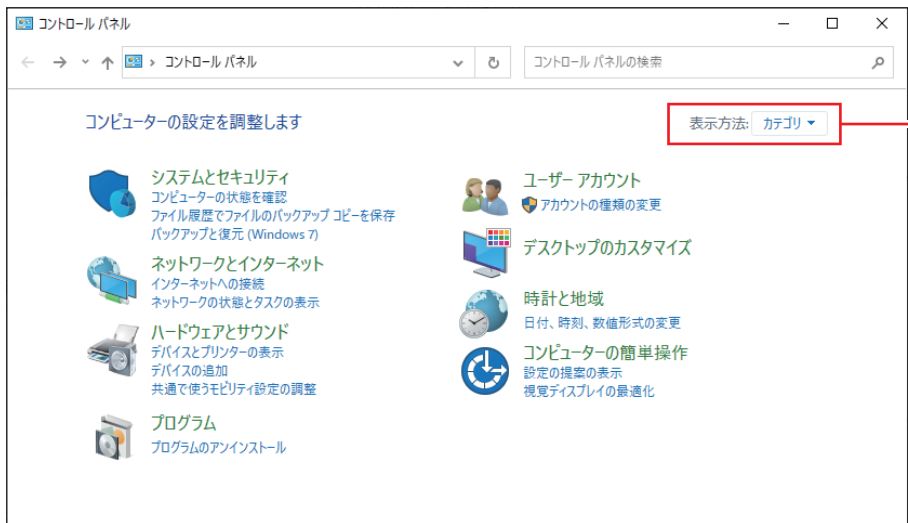 コントロール パネル
コントロール パネル
コントロール パネルの検索
コンピューターの設定を調整します
表示方法: カテゴリ
システムとセキュリティ
コンピューターの状態を確認
ファイル履歴でファイルのバックアップ コピーを保存
バックアップと復元 (Windows 7)
ネットワークとインターネット
インターネットへの接続
ネットワークの状態とタスクの表示
ハードウェアとサウンド
デバイスとプリンターの表示
デバイスの追加
共通で使うモビリティ設定の調整
プログラム
プログラムのアンインストール
ユーザー アカウント
アカウントの種類の変更
デスクトップのカスタマイズ
時計と地域
日付、時刻、数値形式の変更
コンピューターの簡単操作
設定の提案の表示
視覚ディスプレイの最適化